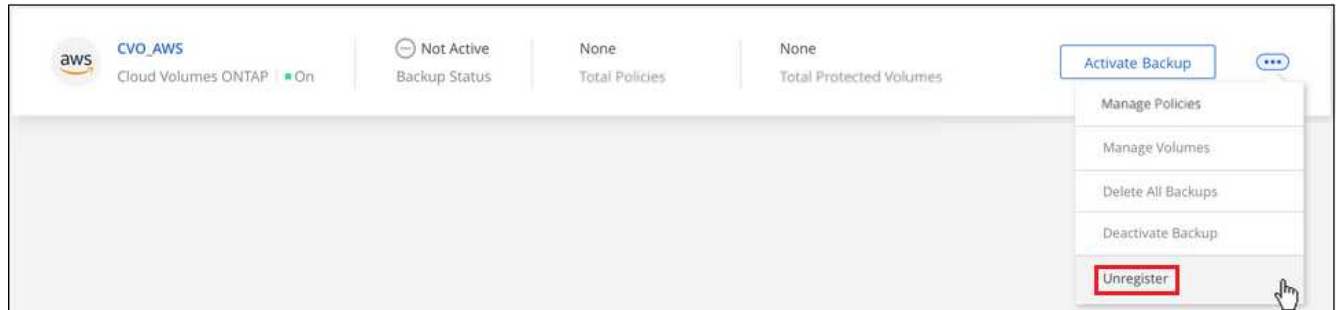 aws
CVO_AWS
Cloud Volumes ONTAP | On
Not Active
Backup Status
None
Total Policies
None
Total Protected Volumes
Activate Backup
Manage Policies
Manage Volumes
Delete All Backups
Deactivate Backup
Unregister